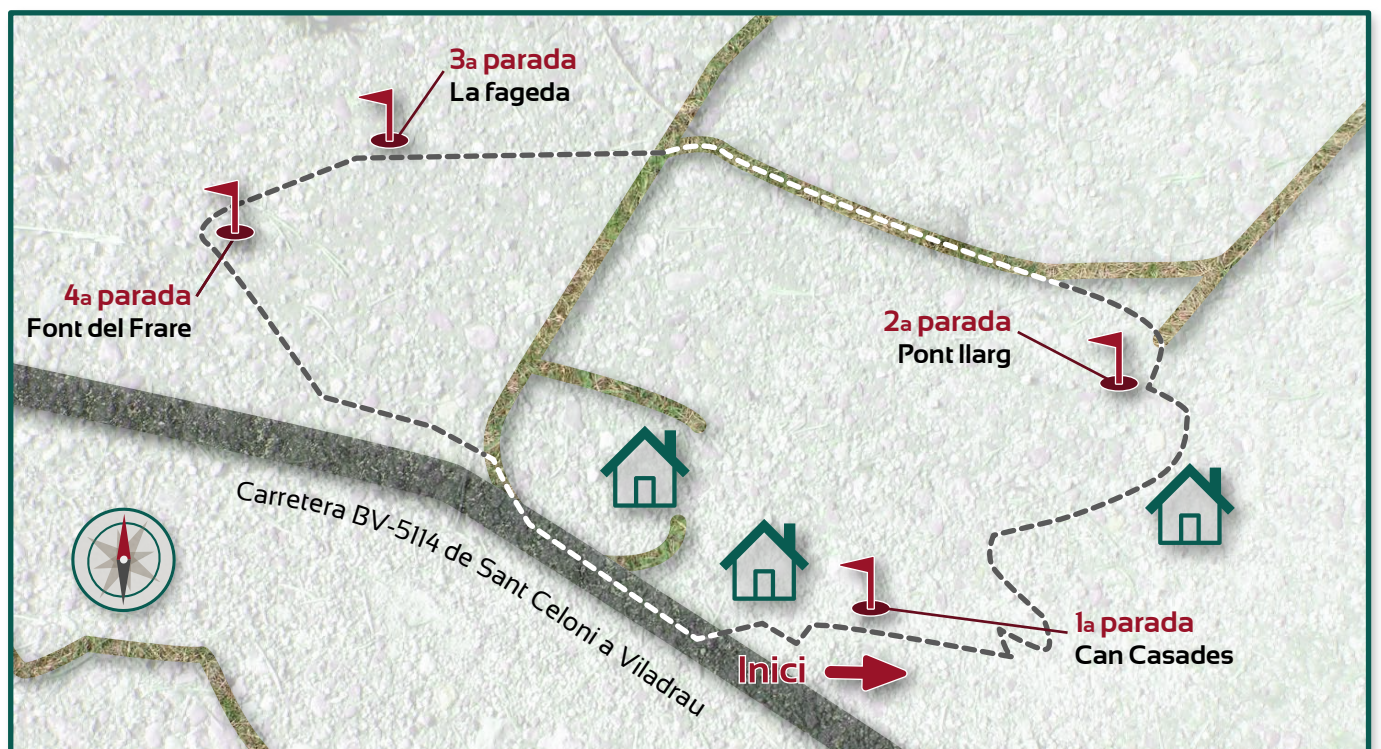 3a parada
La fageda
4a parada
Font del Frare
2a parada
Pont llarg
Carretera BV-5114 de Sant Celoni a Viladrau
1a parada
Can Casades
Inici